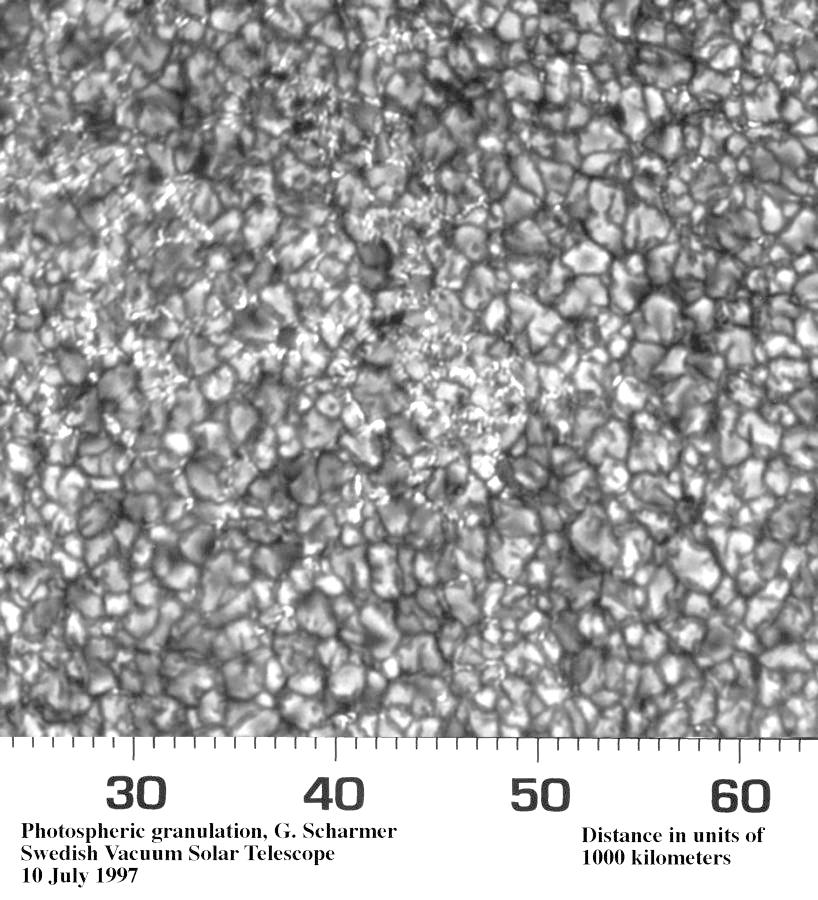 30 40 50 60
Photospheric granulation, G. Scharmer
Swedish Vacuum Solar Telescope
10 July 1997
Distance in units of
1000 kilometers